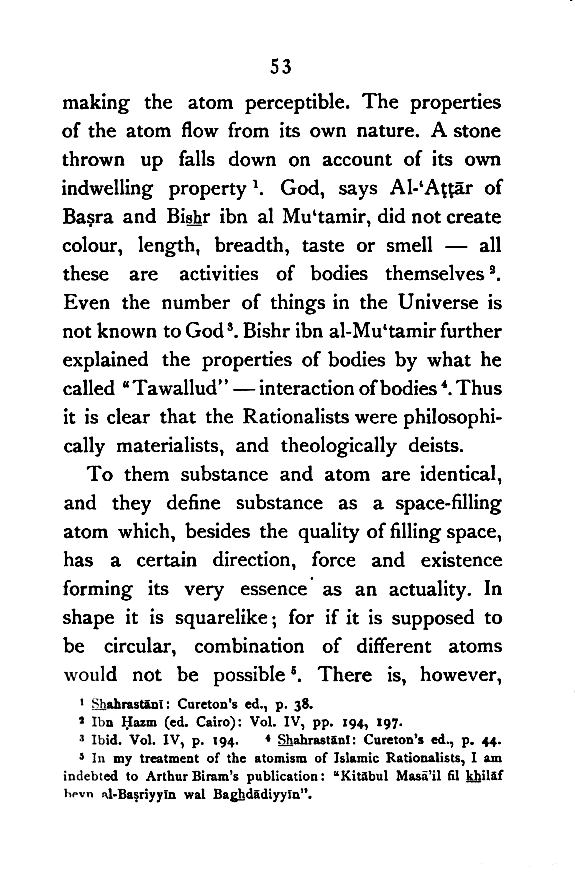 53
making the atom perceptible. The properties
of the atom flow from its own nature. A stone
thrown up falls down on account of its own
indwelling property ¹. God, says Al-‘Aṭṭār of
Baṣra and Bis̲h̲r ibn al Mu‘tamir, did not create
colour, length, breadth, taste or smell — all
these are activities of bodies themselves ².
Even the number of things in the Universe is
not known to God ³. Bishr ibn al-Mu‘tamir further
explained the properties of bodies by what he
called “Tawallud” — interaction of bodies ⁴. Thus
it is clear that the Rationalists were philosophi-
cally materialists, and theologically deists.
To them substance and atom are identical,
and they define substance as a space-filling
atom which, besides the quality of filling space,
has a certain direction, force and existence
forming its very essence as an actuality. In
shape it is squarelike; for if it is supposed to
be circular, combination of different atoms
would not be possible ⁵. There is, however,
¹ S̲h̲ahrastānī: Cureton's ed., p. 38.
² Ibn Ḥazm (ed. Cairo): Vol. IV, pp. 194, 197.
³ Ibid. Vol. IV, p. 194. ⁴ S̲h̲ahrastānī: Cureton's ed., p. 44.
⁵ In my treatment of the atomism of Islamic Rationalists, I am
indebted to Arthur Biram's publication: “Kitābul Masā'il fil k̲h̲ilāf
beyn al-Baṣriyyīn wal Bag̲h̲dādiyyīn”.